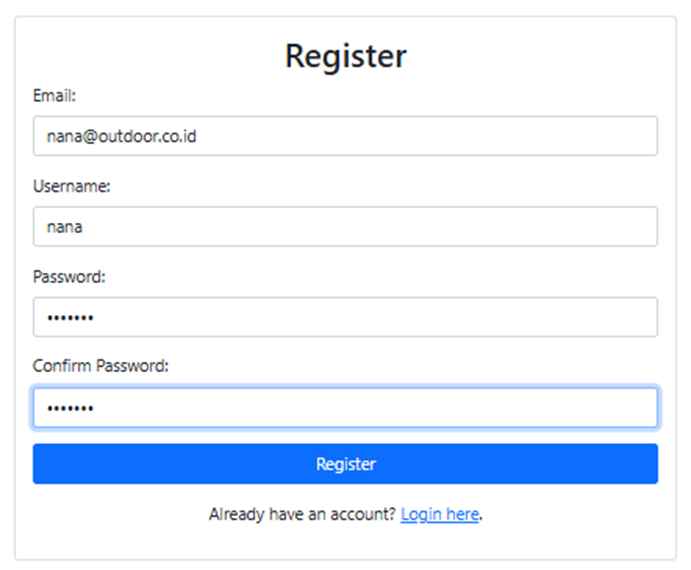 Register
Email:
nana@outdoor.co.id
Username:
nana
Password:
•••••••
Confirm Password:
•••••••
Register
Already have an account? Login here.